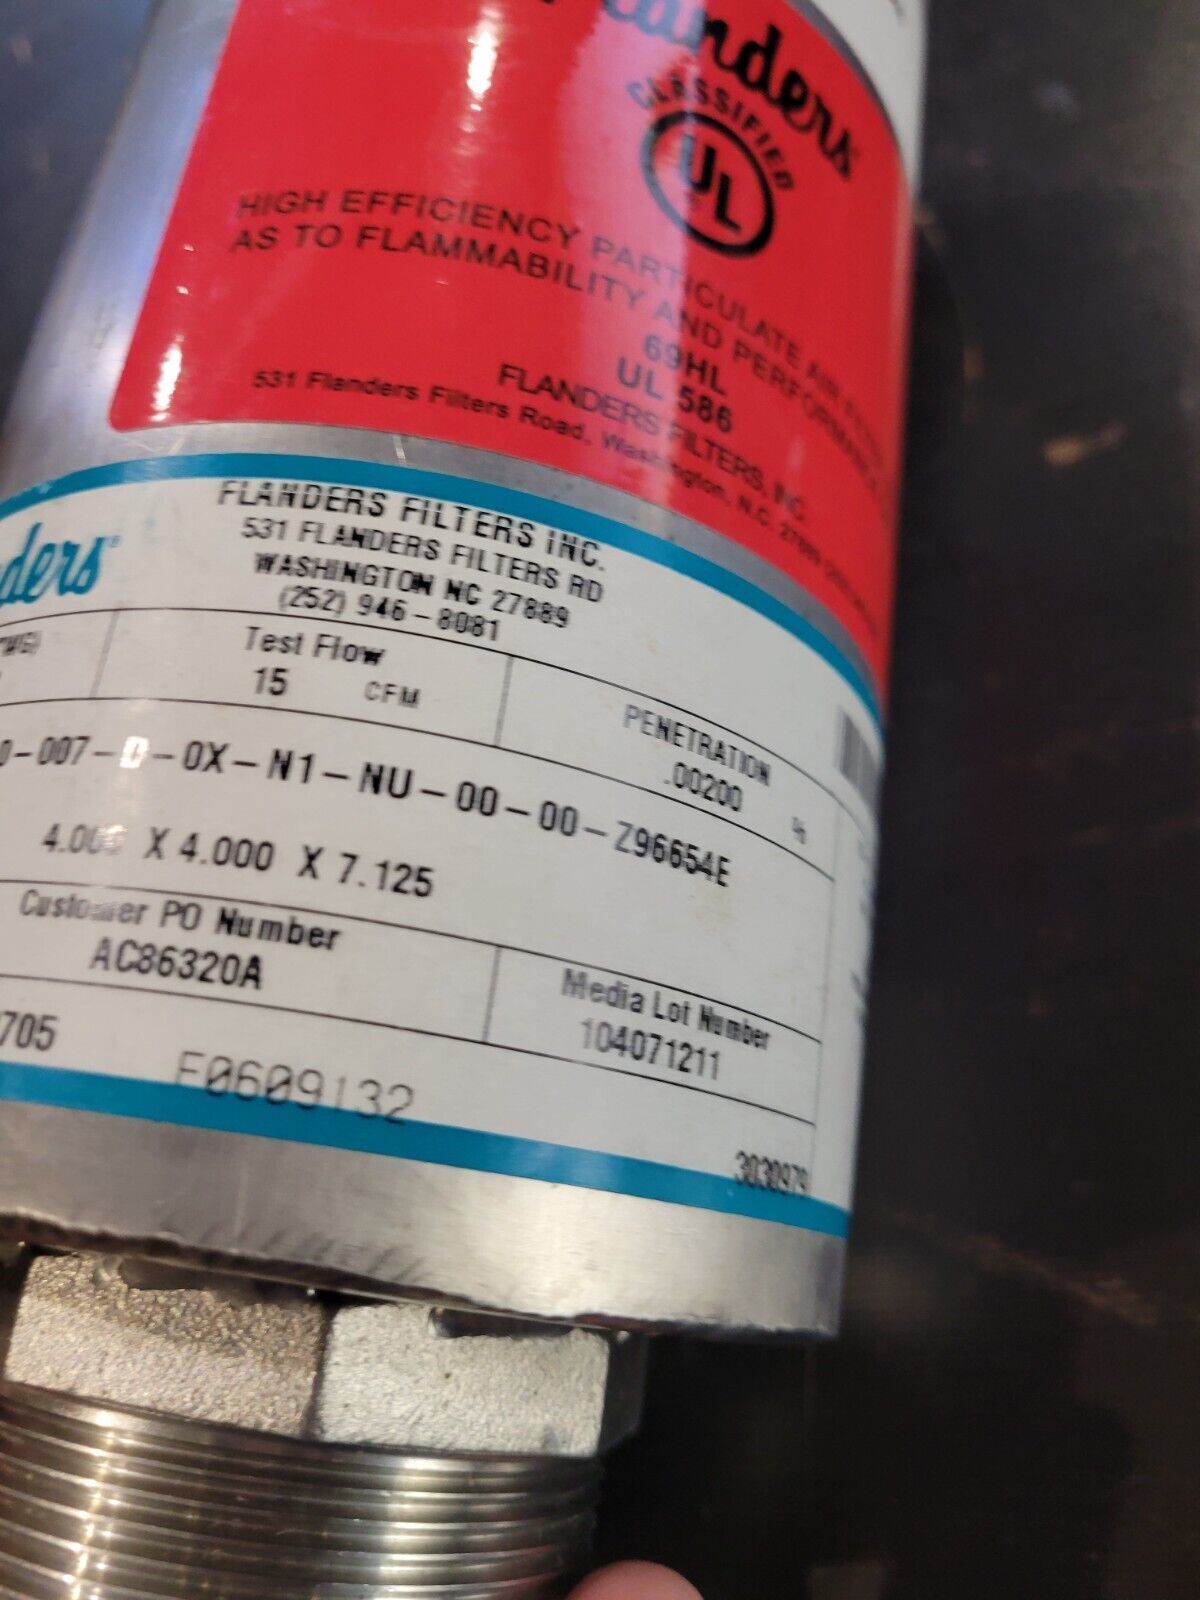 Flanders
CLASSIFIED
UL
HIGH EFFICIENCY PARTICULATE AIR
AS TO FLAMMABILITY AND PERFORMANCE
69HL
UL 586
FLANDERS FILTERS, INC.
531 Flanders Filters Road, Washington, N.C. 27889
FLANDERS FILTERS INC.
531 FLANDERS FILTERS RD
WASHINGTON NC 27889
(252) 946-8081
Test Flow
15 CFM
PENETRATION
.00200 %
-007-0-0X-N1-NU-00-00-Z96654E
X 4.000 X 7.125
Customer PO Number
AC86320A
Media Lot Number
104071211
705
F0609132
3030979